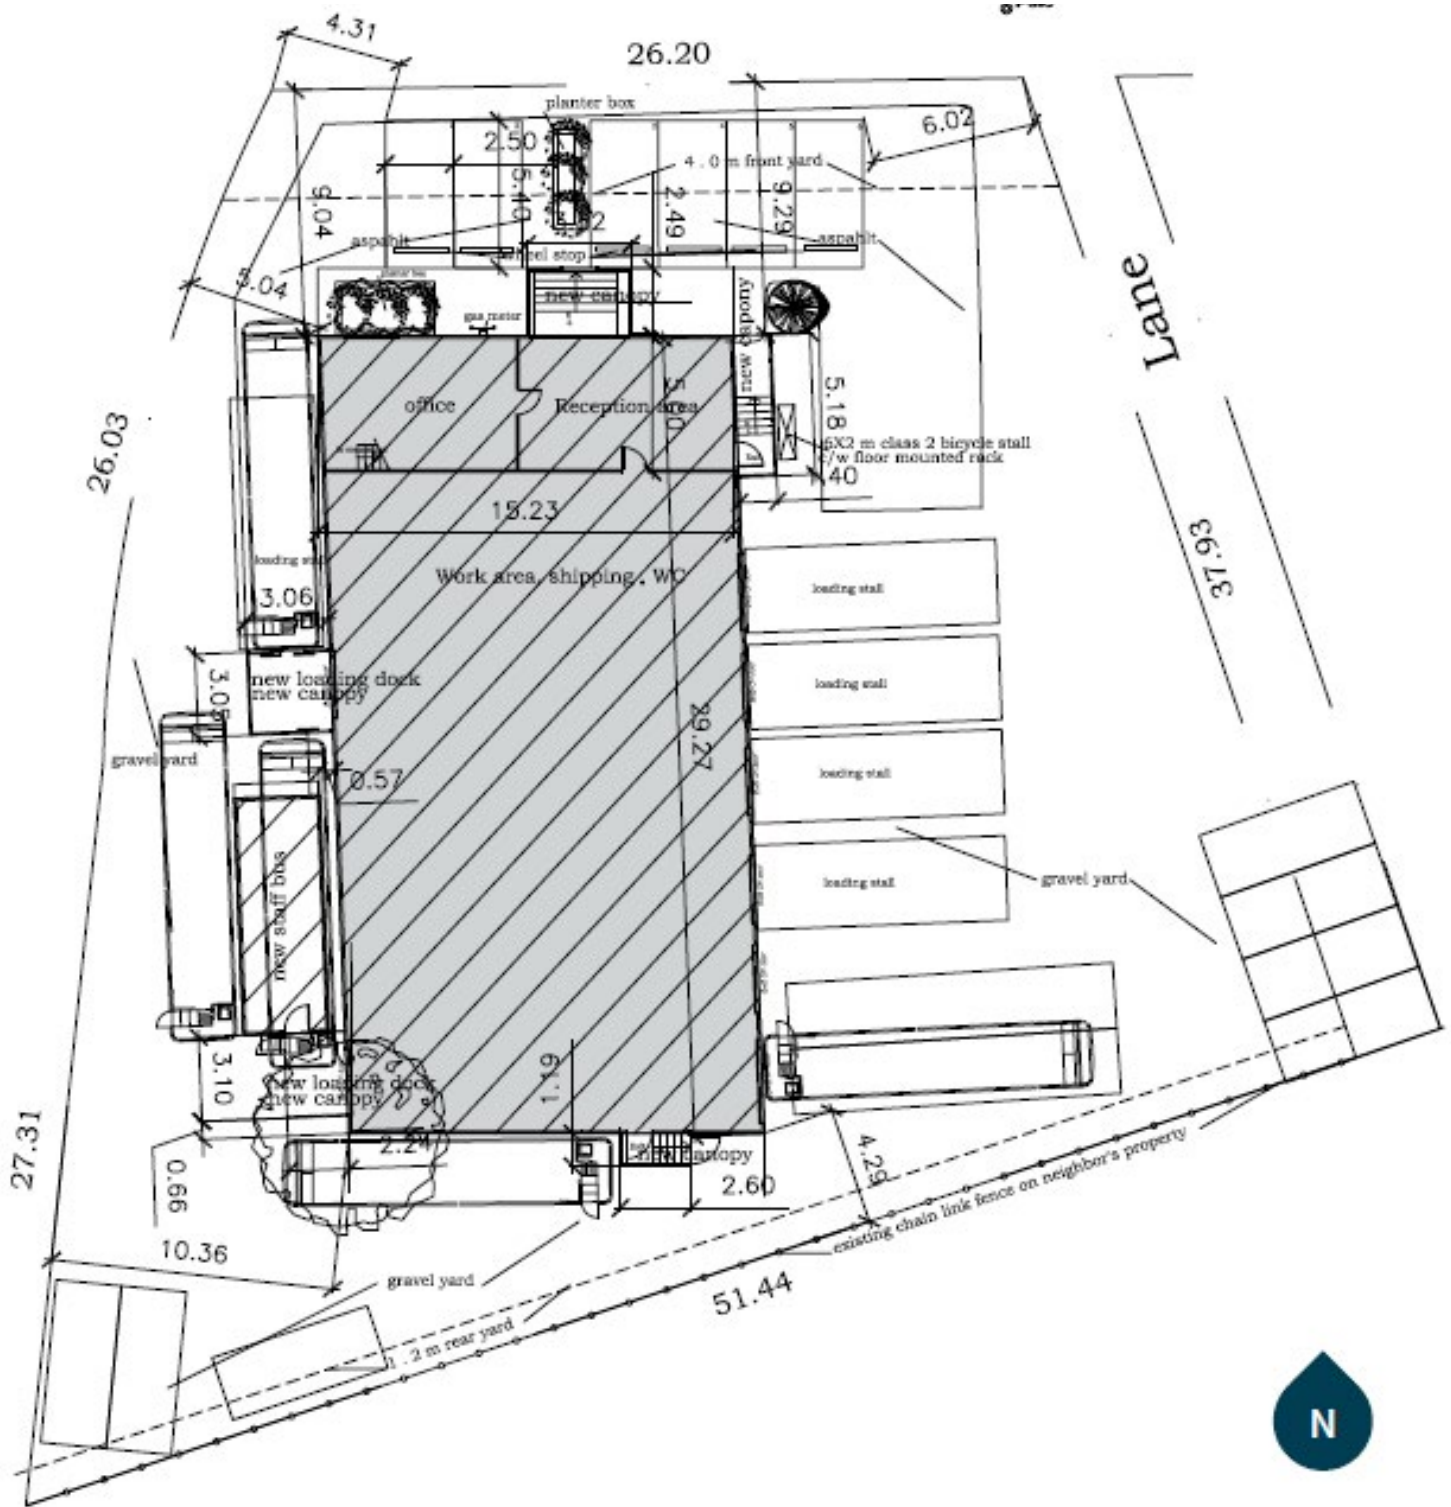 4.31
26.20
planter box
6.02
2.50
4 . 0 m front yard
5.40
2.49
9.29
9.04
aspahlt
aspahlt
wheel stop
5.04
new canopy
new capony
gas meter
Lane
office
Reception area
5.18
6X2 m class 2 bicycle stall
c/w floor mounted rack
40
26.03
15.23
37.93
loading stall
Work area, shipping , WC
loading stall
3.06
new loading dock
new canopy
loading stall
3.05
29.27
gravel yard
0.57
loading stall
new staff bus
loading stall
gravel yard
3.10
new loading dock
new canopy
1.19
27.31
2.24
new canopy
4.29
0.66
2.60
existing chain link fence on neighbor's property
10.36
gravel yard
51.44
1 . 2 m rear yard
N